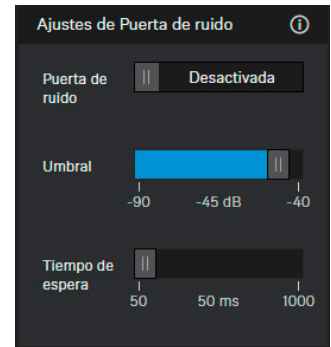 Ajustes de Puerta de ruido
Puerta de
ruido
Desactivada
Umbral
-90 -45 dB -40
Tiempo de
espera
50 50 ms 1000